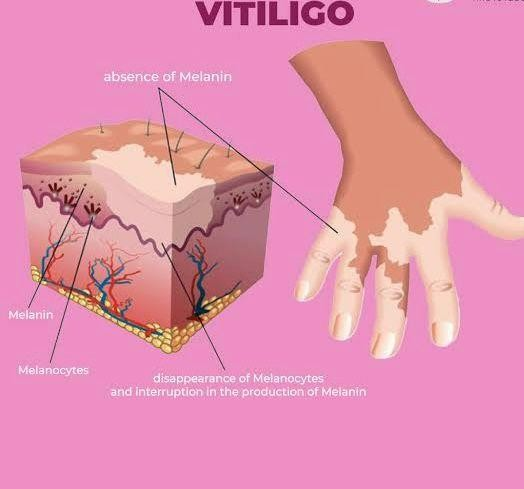 VITILIGO
absence of Melanin
Melanin
Melanocytes
disappearance of Melanocytes
and interruption in the production of Melanin